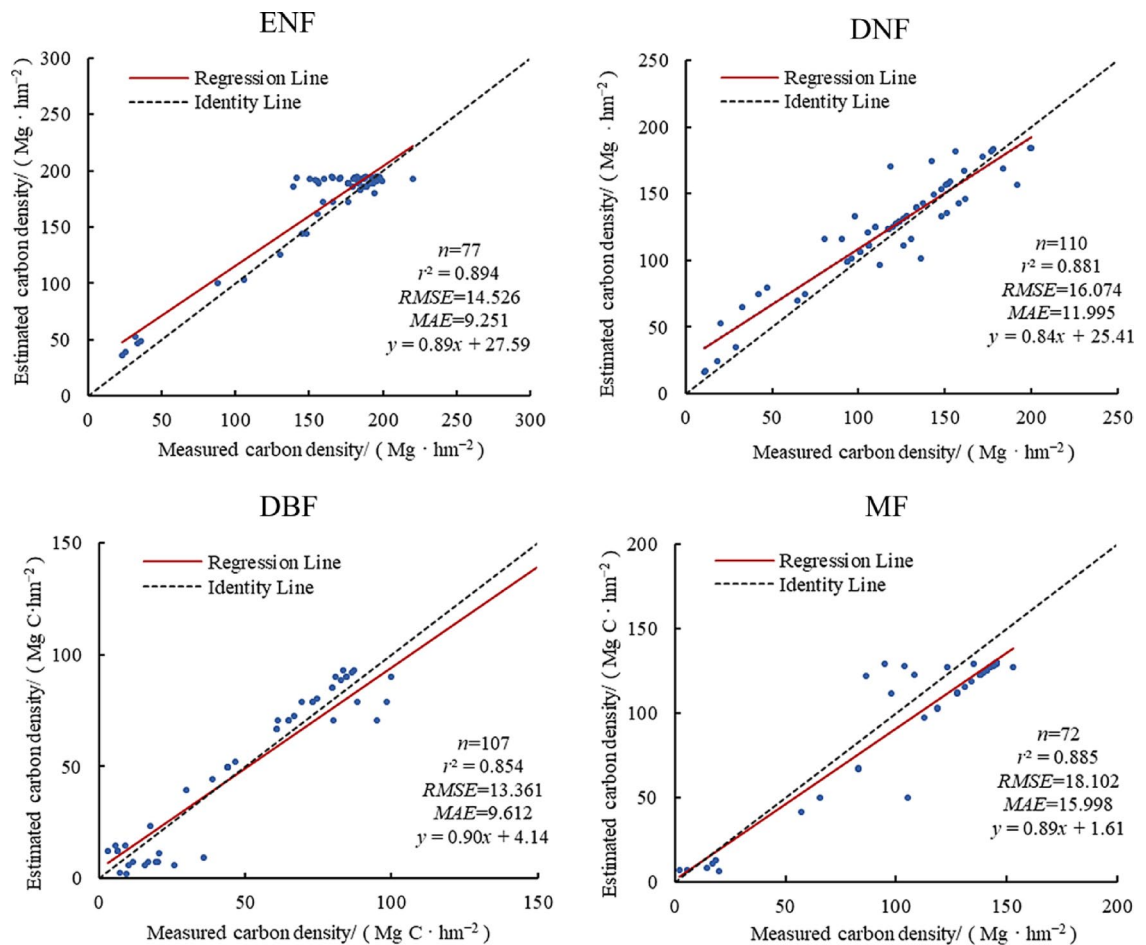 ENF
300
250
200
150
100
50
0
0 50 100 150 200 250 300
Estimated carbon density/ ( Mg · hm⁻² )
Measured carbon density/ ( Mg · hm⁻² )
Regression Line
Identity Line
n=77
r² = 0.894
RMSE=14.526
MAE=9.251
y = 0.89x + 27.59
DNF
250
200
150
100
50
0
0 50 100 150 200 250
Estimated carbon density/ ( Mg · hm⁻² )
Measured carbon density/ ( Mg · hm⁻² )
Regression Line
Identity Line
n=110
r² = 0.881
RMSE=16.074
MAE=11.995
y = 0.84x + 25.41
DBF
150
100
50
0
0 50 100 150
Estimated carbon density/ ( Mg C·hm⁻² )
Measured carbon density/ ( Mg C · hm⁻² )
Regression Line
Identity Line
n=107
r² = 0.854
RMSE=13.361
MAE=9.612
y = 0.90x + 4.14
MF
200
150
100
50
0
0 50 100 150 200
Estimated carbon density/ ( Mg C · hm⁻² )
Measured carbon density/ ( Mg · hm⁻² )
Regression Line
Identity Line
n=72
r² = 0.885
RMSE=18.102
MAE=15.998
y = 0.89x + 1.61